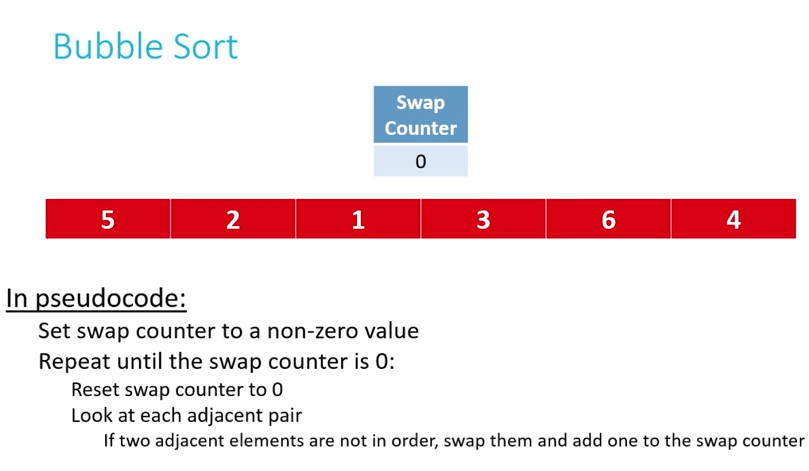 Bubble Sort
Swap
Counter
0
5 2 1 3 6 4
In pseudocode:
Set swap counter to a non-zero value
Repeat until the swap counter is 0:
Reset swap counter to 0
Look at each adjacent pair
If two adjacent elements are not in order, swap them and add one to the swap counter